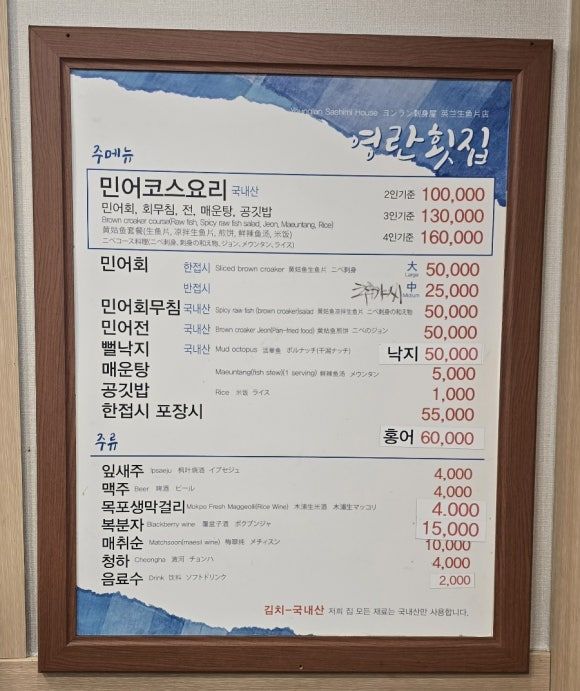 Youngran Sashimi House ヨンラン刺身屋 英兰生鱼片店
영란횟집
주메뉴
민어코스요리 국내산 2인기준 100,000
민어회, 회무침, 전, 매운탕, 공깃밥 3인기준 130,000
Brown croaker course(Raw fish, Spicy raw fish salad, Jeon, Maeuntang, Rice)
黄姑鱼套餐(生鱼片, 凉拌生鱼片, 煎饼, 鲜辣鱼汤, 米饭) 4인기준 160,000
ニベコース料理(ニベ刺身, 刺身の和え物, ジョン, メウンタン, ライス)
민어회 한접시 Sliced brown croaker 黄姑鱼生鱼片 ニベ刺身 大 Large 50,000
반접시 中 Medium 25,000
민어회무침 국내산 Spicy raw fish (brown croaker)salad 黄姑鱼凉拌生鱼片 ニベ刺身の和え物 50,000
민어전 국내산 Brown croaker Jeon(Pan-fried food) 黄姑鱼煎饼 ニベのジョン 50,000
뻘낙지 국내산 Mud octopus 活章鱼 ポルナッチ(干潟ナッチ) 낙지 50,000
매운탕 Maeuntang(fish stew)(1 serving) 鲜辣鱼汤 メウンタン 5,000
공깃밥 Rice 米饭 ライス 1,000
한접시 포장시 55,000
홍어 60,000
주류
잎새주 Ipsaeju 枫叶烧酒 イプセジュ 4,000
맥주 Beer 啤酒 ビール 4,000
목포생막걸리 Mokpo Fresh Maggeolli(Rice Wine) 木浦生米酒 木浦生マッコリ 4,000
복분자 Blackberry wine 覆盆子酒 ボクブンジャ 15,000
매취순 Matchsoon(maesil wine) 梅翠纯 メチィスン 10,000
청하 Cheongha 清河 チョンハ 4,000
음료수 Drink 饮料 ソフトドリンク 2,000
김치-국내산 저희 집 모든 재료는 국내산만 사용합니다.